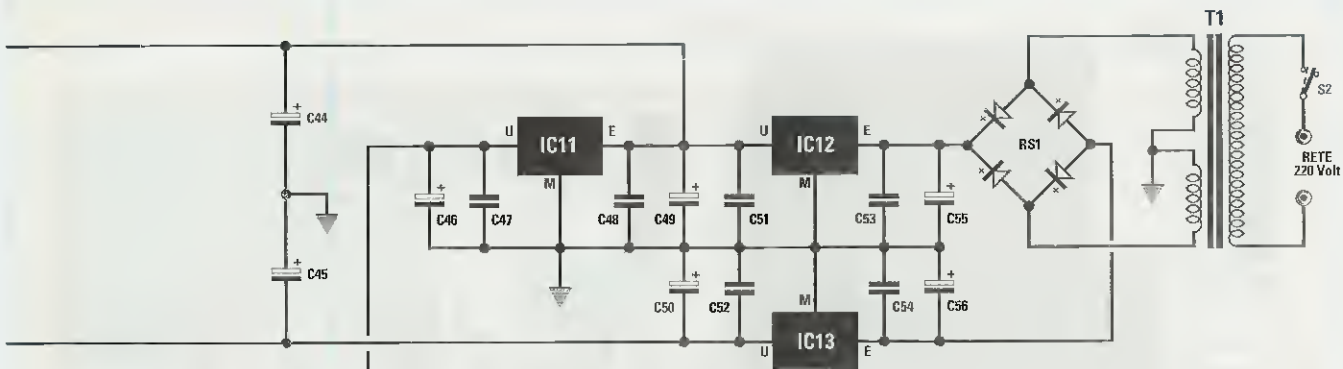 T1
S2
RETE
220 Volt
RS1
+
C44
+
C45
U
IC11
E
M
+
C46
C47
C48
+
C49
C51
U
IC12
E
M
C53
+
C55
+
C50
C52
M
C54
+
C56
U
IC13
E